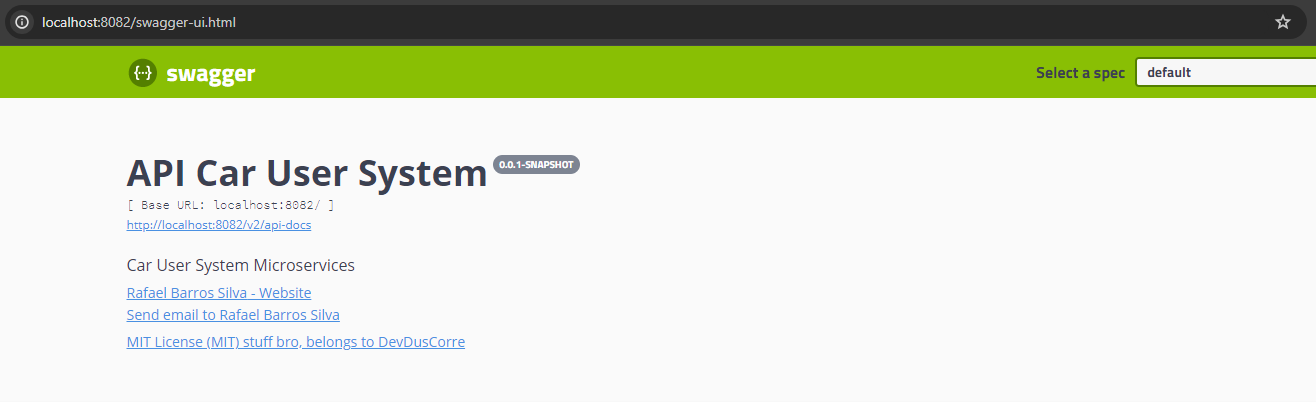 localhost:8082/swagger-ui.html
{··} swagger
Select a spec
default
API Car User System 0.0.1-SNAPSHOT
[ Base URL: localhost:8082/ ]
http://localhost:8082/v2/api-docs
Car User System Microservices
Rafael Barros Silva - Website
Send email to Rafael Barros Silva
MIT License (MIT) stuff bro, belongs to DevDusCorre